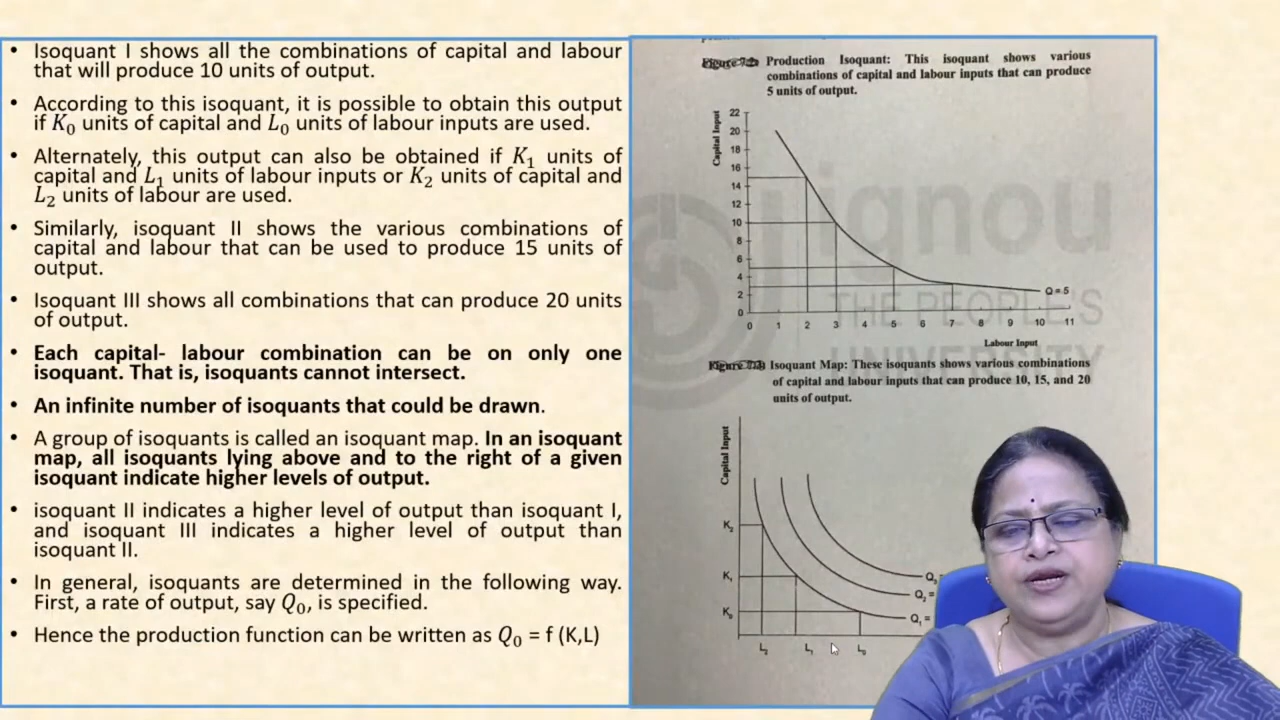 • Isoquant I shows all the combinations of capital and labour
that will produce 10 units of output.
• According to this isoquant, it is possible to obtain this output
if K₀ units of capital and L₀ units of labour inputs are used.
• Alternately, this output can also be obtained if K₁ units of
capital and L₁ units of labour inputs or K₂ units of capital and
L₂ units of labour are used.
• Similarly, isoquant II shows the various combinations of
capital and labour that can be used to produce 15 units of
output.
• Isoquant III shows all combinations that can produce 20 units
of output.
• Each capital- labour combination can be on only one
isoquant. That is, isoquants cannot intersect.
• An infinite number of isoquants that could be drawn.
• A group of isoquants is called an isoquant map. In an isoquant
map, all isoquants lying above and to the right of a given
isoquant indicate higher levels of output.
• isoquant II indicates a higher level of output than isoquant I,
and isoquant III indicates a higher level of output than
isoquant II.
• In general, isoquants are determined in the following way.
First, a rate of output, say Q₀, is specified.
• Hence the production function can be written as Q₀ = f (K,L)
Production Isoquant: This isoquant shows various
combinations of capital and labour inputs that can produce
5 units of output.
Capital Input
22
20
18
16
14
12
10
8
6
4
2
0
Q = 5
0 1 2 3 4 5 6 7 8 9 10 11
Labour Input
Isoquant Map: These isoquants shows various combinations
of capital and labour inputs that can produce 10, 15, and 20
units of output.
Capital Input
K₂
K₁
K₀
Q₂ =
Q₁ =
L₂ L₁ L₀
ignou
THE PEOPLE'S
UNIVERSITY